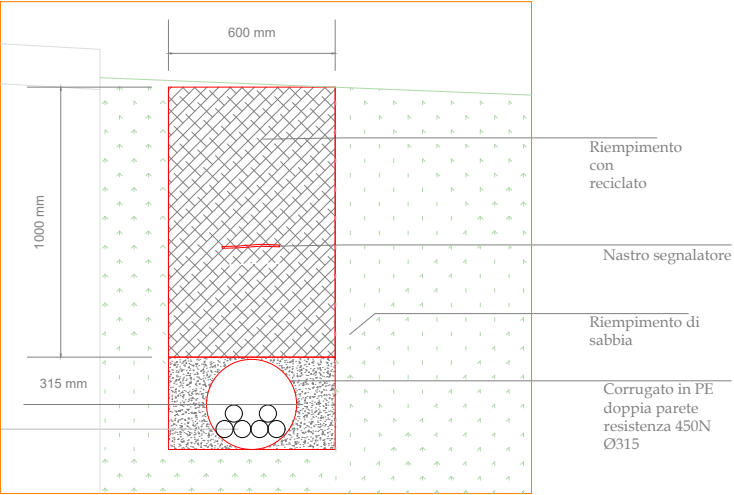 600 mm
Riempimento
con
reciclato
1000 mm
Nastro segnalatore
Riempimento di
sabbia
315 mm
Corrugato in PE
doppia parete
resistenza 450N
Ø315